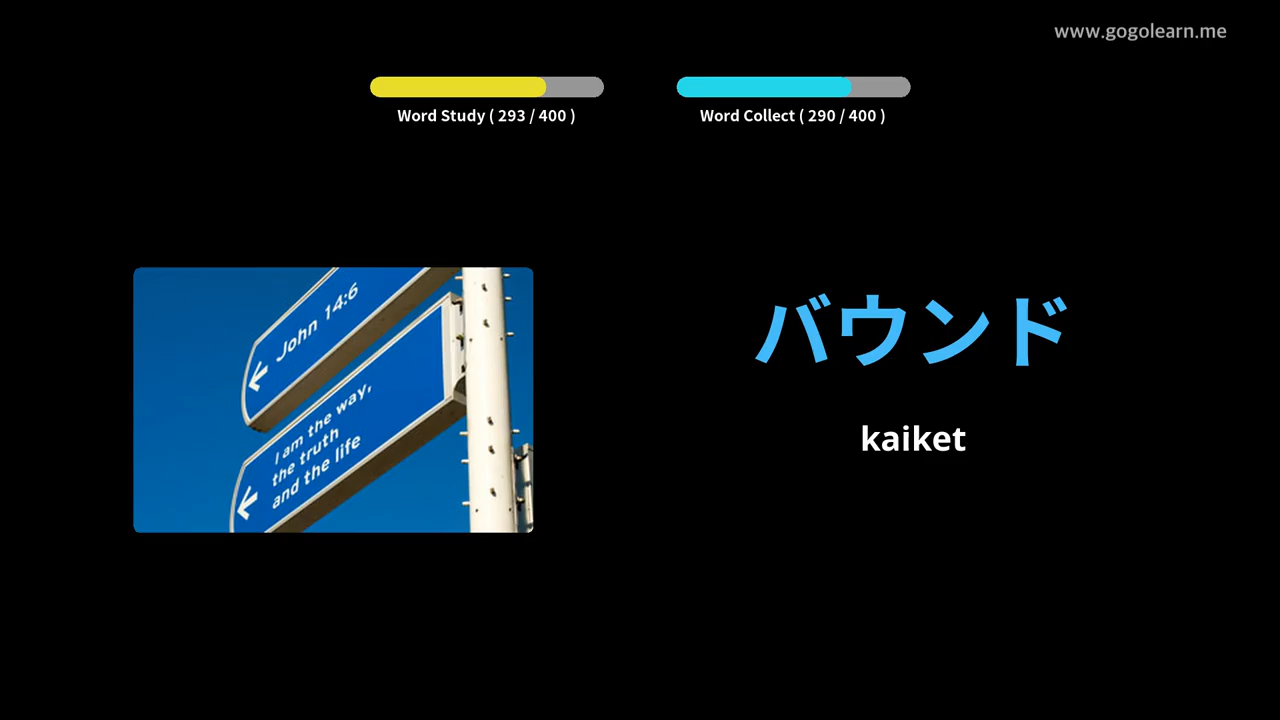 www.gogolearn.me
Word Study ( 293 / 400 )
Word Collect ( 290 / 400 )
John 14:6
I am the way,
the truth
and the life
バウンド
kaiket